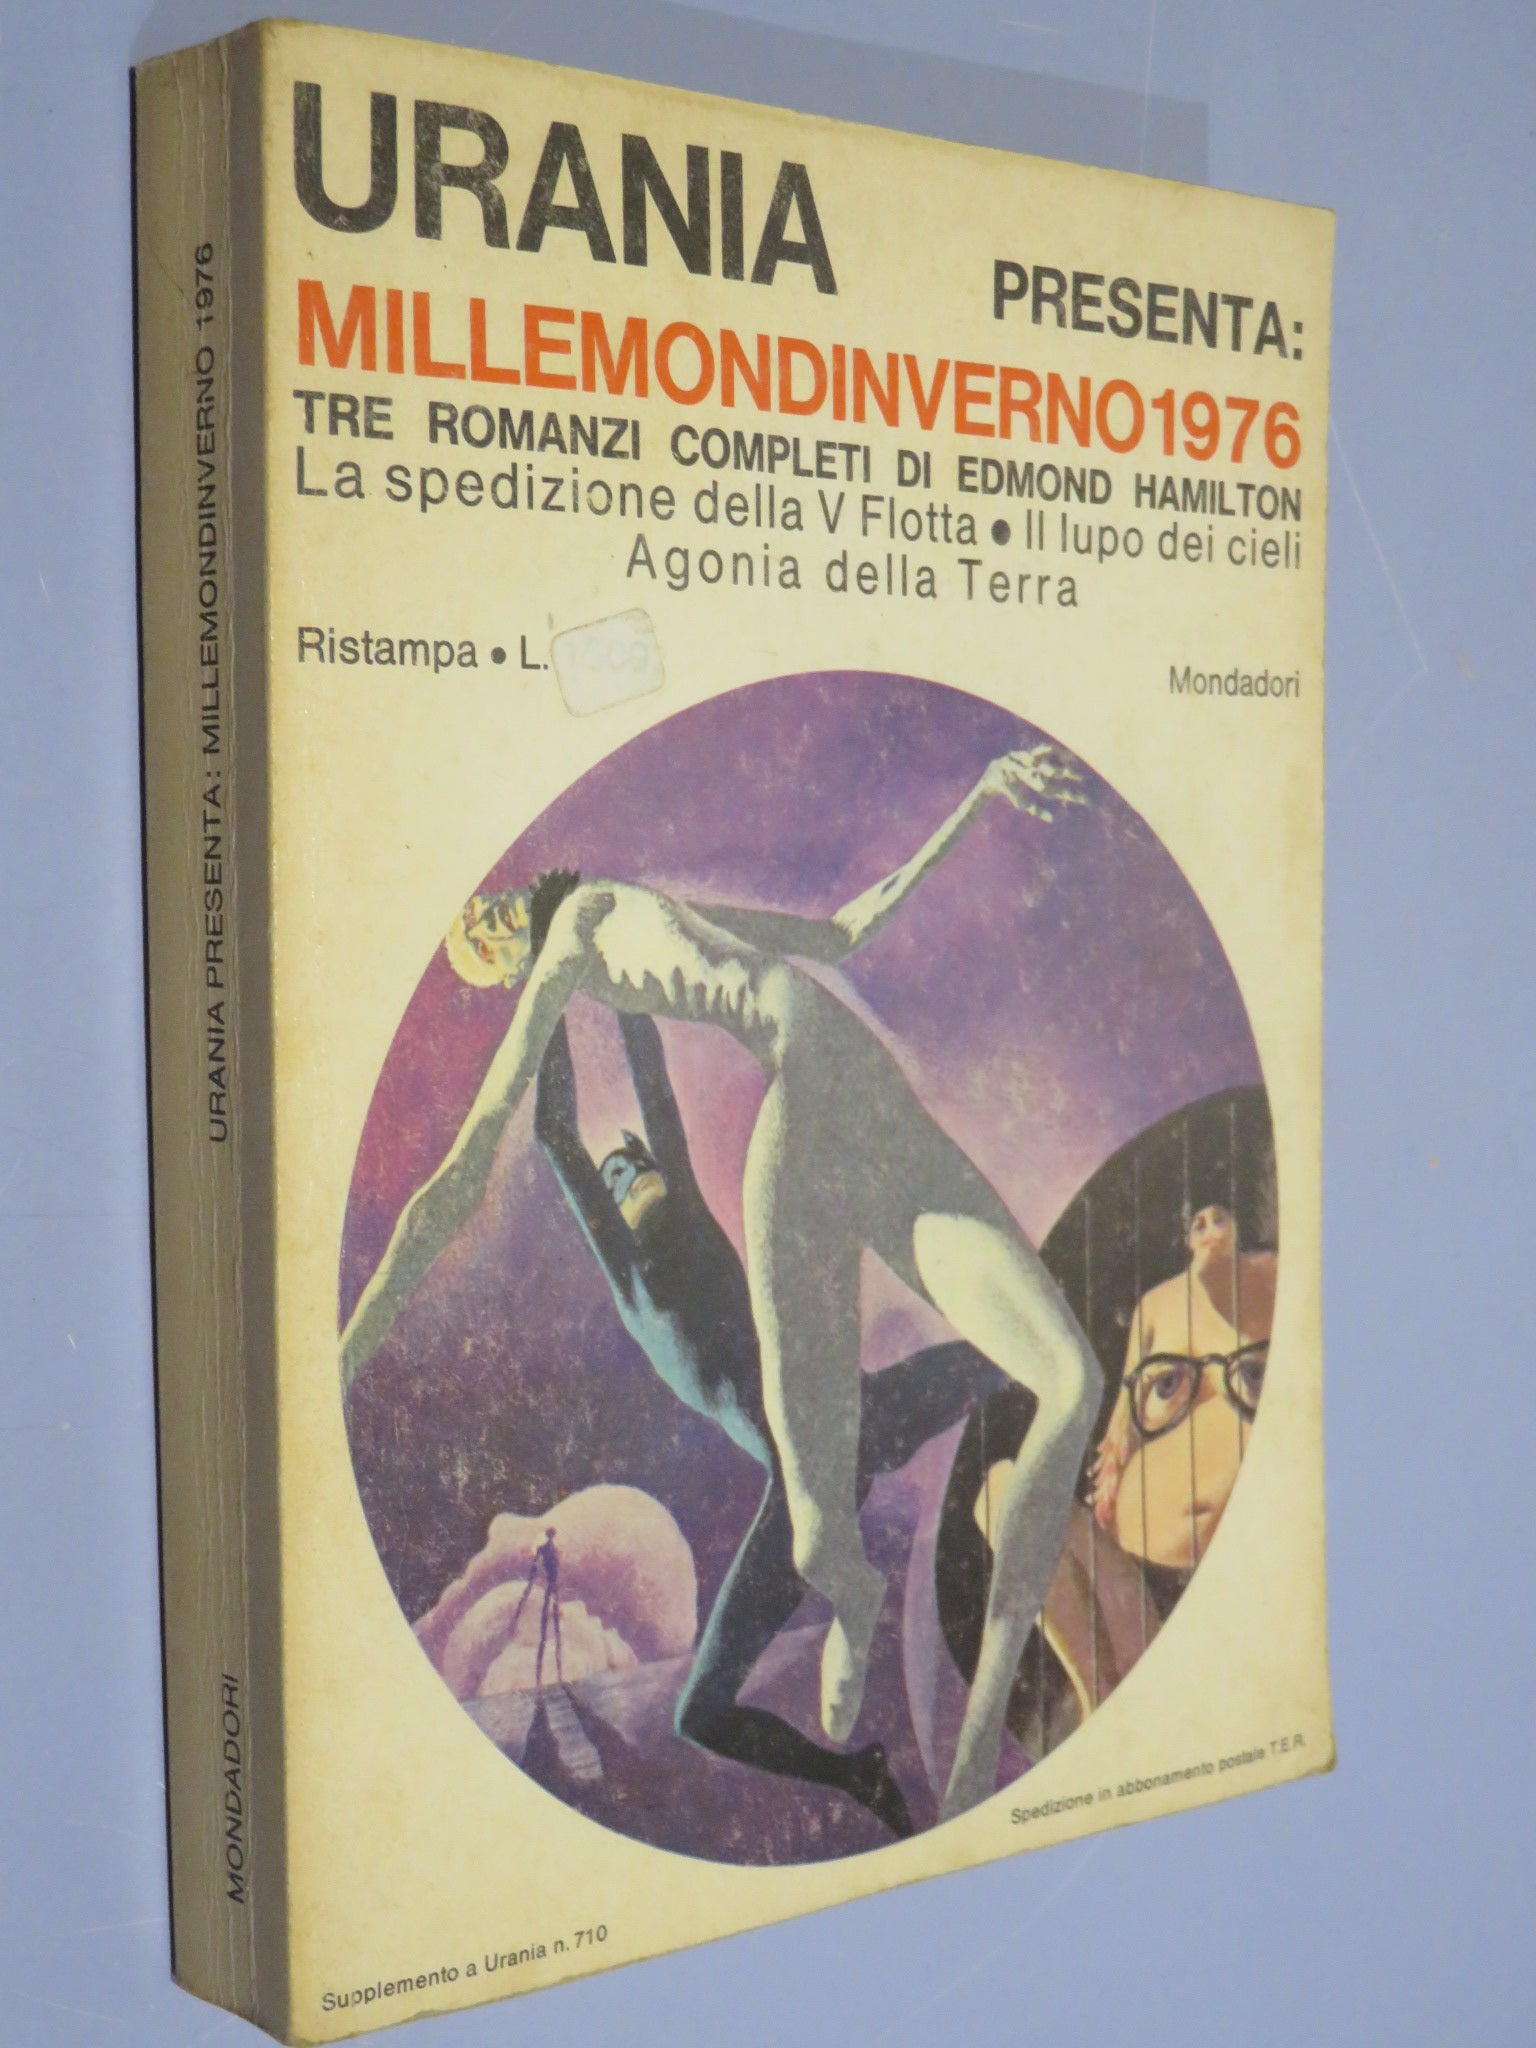 URANIA
PRESENTA:
MILLEMONDINVERNO1976
TRE ROMANZI COMPLETI DI EDMOND HAMILTON
La spedizione della V Flotta • Il lupo dei cieli
Agonia della Terra
Ristampa • L.
Mondadori
Spedizione in abbonamento postale T.E.R.
Supplemento a Urania n. 710
URANIA PRESENTA: MILLEMONDINVERNO 1976
MONDADORI